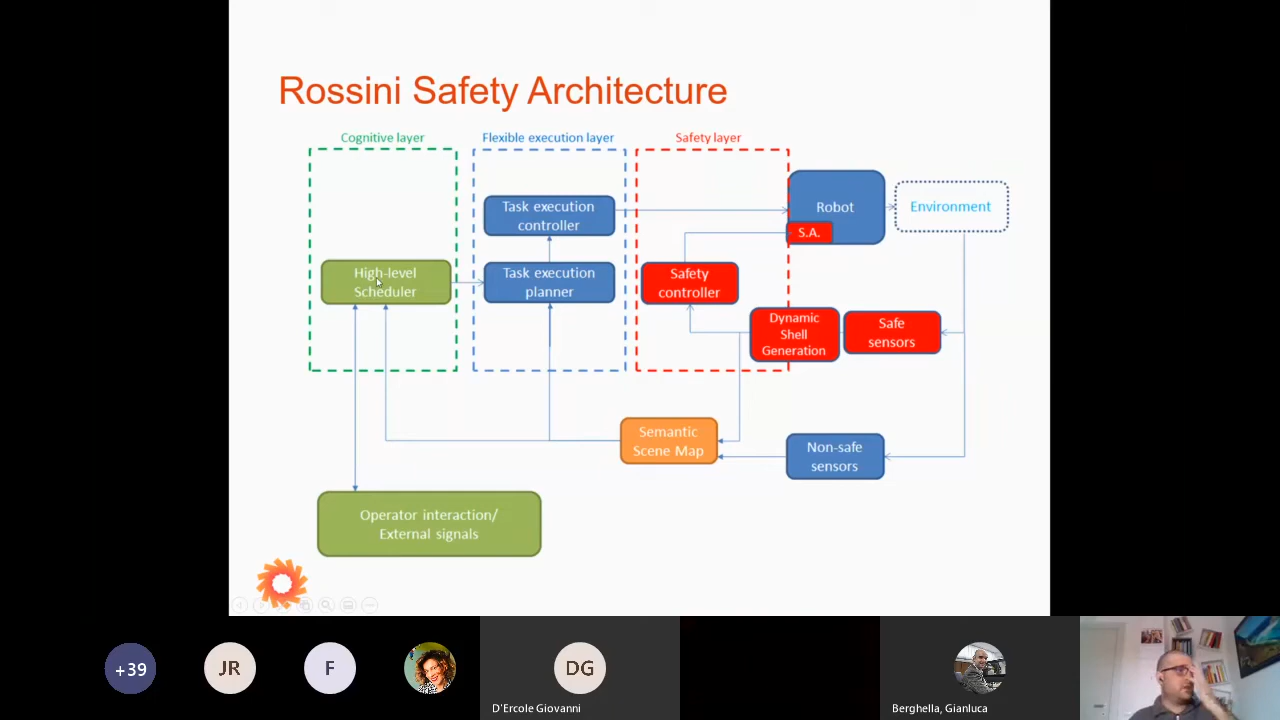 Rossini Safety Architecture
Cognitive layer
Flexible execution layer
Safety layer
Task execution
controller
Robot
S.A.
Environment
High-level
Scheduler
Task execution
planner
Safety
controller
Dynamic
Shell
Generation
Safe
sensors
Semantic
Scene Map
Non-safe
sensors
Operator interaction/
External signals
+39
JR
F
DG
D'Ercole Giovanni
Berghella, Gianluca